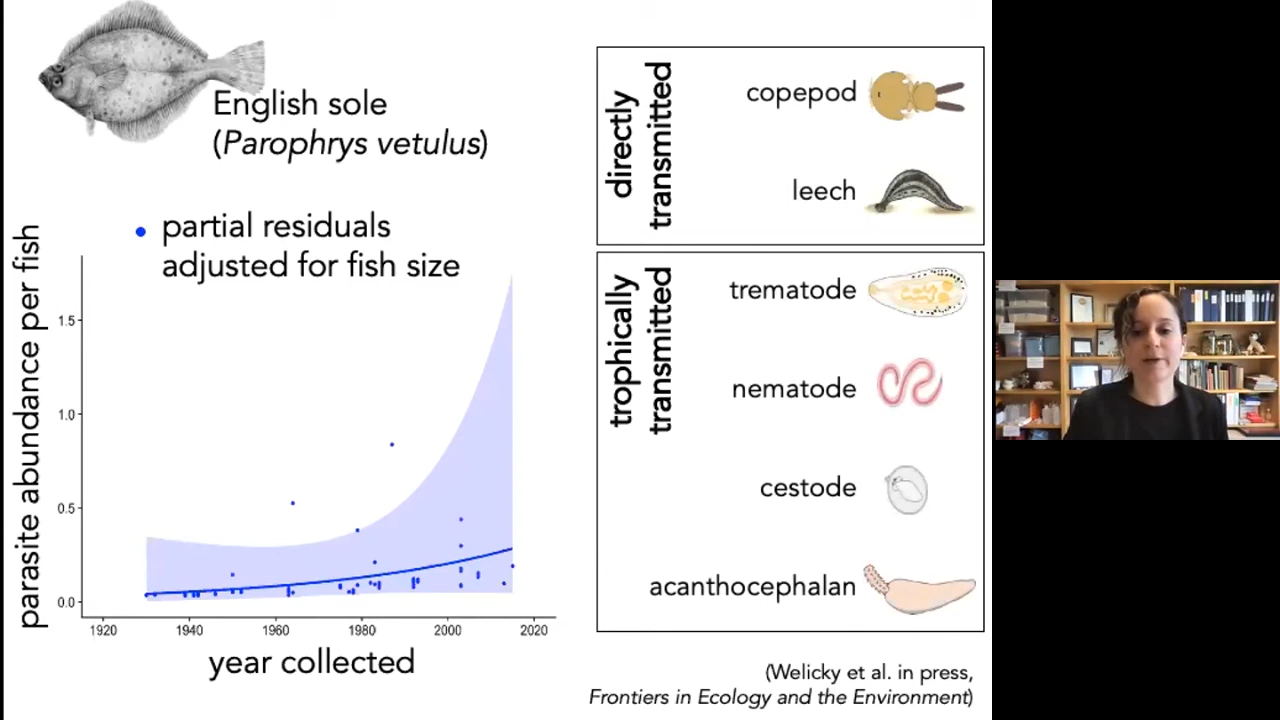 English sole
(Parophrys vetulus)
partial residuals
adjusted for fish size
parasite abundance per fish
1.5
1.0
0.5
0.0
1920 1940 1960 1980 2000 2020
year collected
directly
transmitted
copepod
leech
trophically
transmitted
trematode
nematode
cestode
acanthocephalan
(Welicky et al. in press,
Frontiers in Ecology and the Environment)